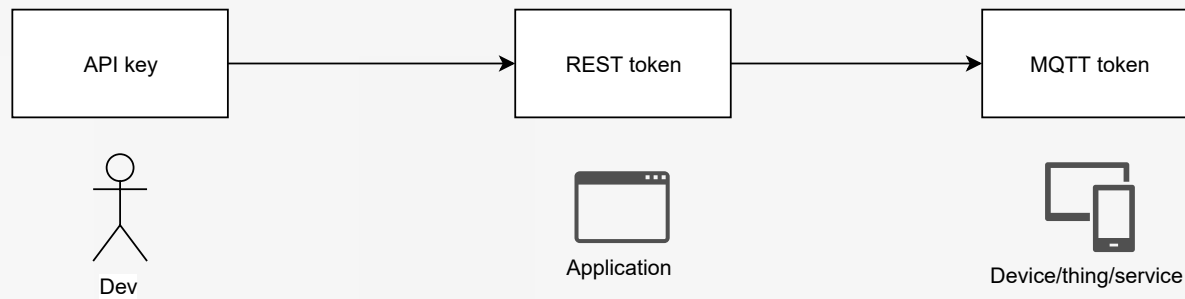 API key
REST token
MQTT token
Dev
Application
Device/thing/service